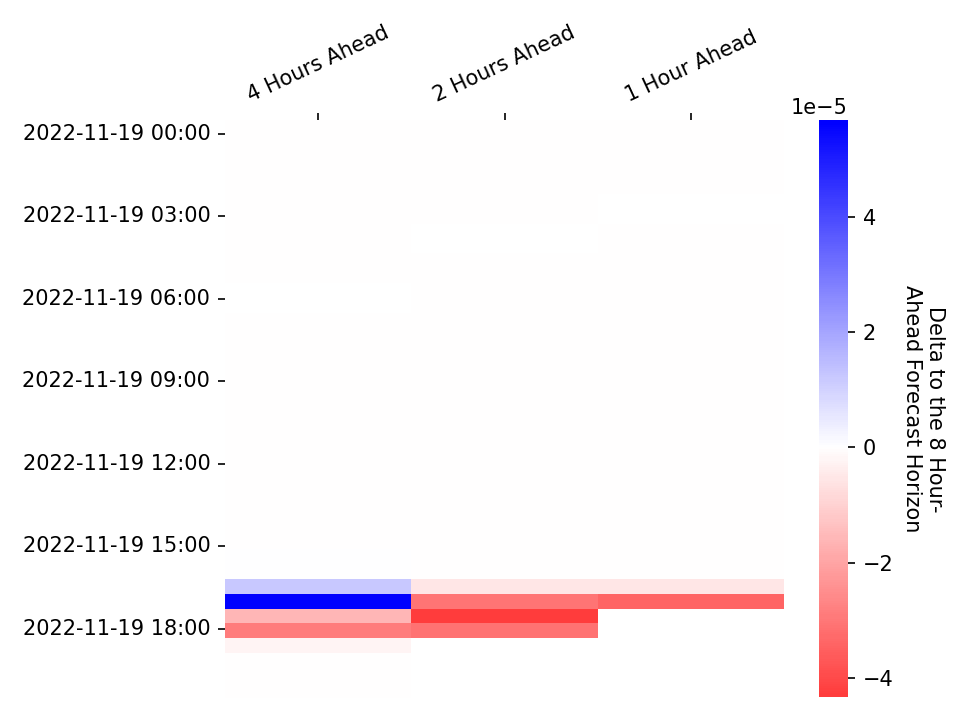 4 Hours Ahead
2 Hours Ahead
1 Hour Ahead
2022-11-19 00:00
2022-11-19 03:00
2022-11-19 06:00
2022-11-19 09:00
2022-11-19 12:00
2022-11-19 15:00
2022-11-19 18:00
1e−5
4
2
0
−2
−4
Delta to the 8 Hour-
Ahead Forecast Horizon